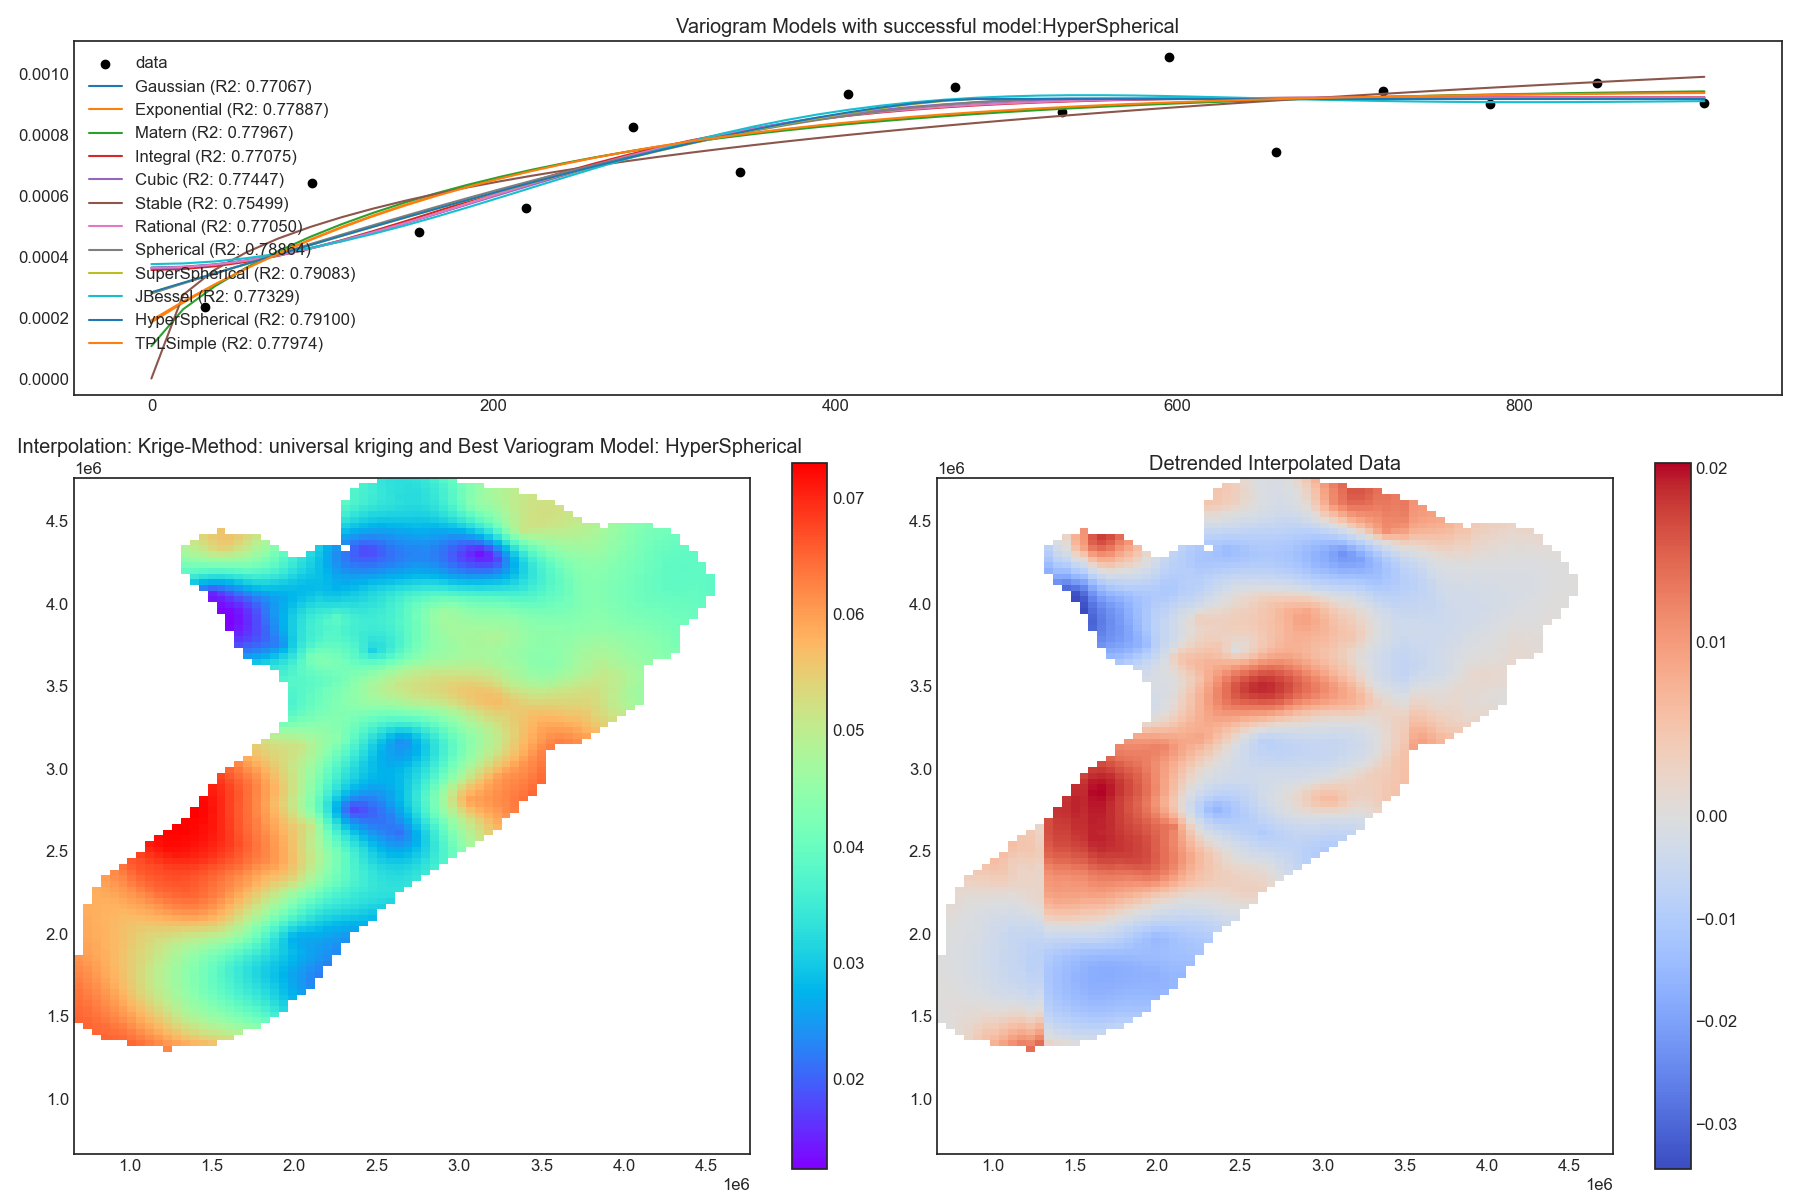 Variogram Models with successful model:HyperSpherical
data
Gaussian (R2: 0.77067)
Exponential (R2: 0.77887)
Matern (R2: 0.77967)
Integral (R2: 0.77075)
Cubic (R2: 0.77447)
Stable (R2: 0.75499)
Rational (R2: 0.77050)
Spherical (R2: 0.78864)
SuperSpherical (R2: 0.79083)
JBessel (R2: 0.77329)
HyperSpherical (R2: 0.79100)
TPLSimple (R2: 0.77974)
0.0010
0.0008
0.0006
0.0004
0.0002
0.0000
0 200 400 600 800
Interpolation: Krige-Method: universal kriging and Best Variogram Model: HyperSpherical
1e6
4.5
4.0
3.5
3.0
2.5
2.0
1.5
1.0
1.0 1.5 2.0 2.5 3.0 3.5 4.0 4.5
1e6
0.07
0.06
0.05
0.04
0.03
0.02
Detrended Interpolated Data
1e6
4.5
4.0
3.5
3.0
2.5
2.0
1.5
1.0
1.0 1.5 2.0 2.5 3.0 3.5 4.0 4.5
1e6
0.02
0.01
0.00
−0.01
−0.02
−0.03